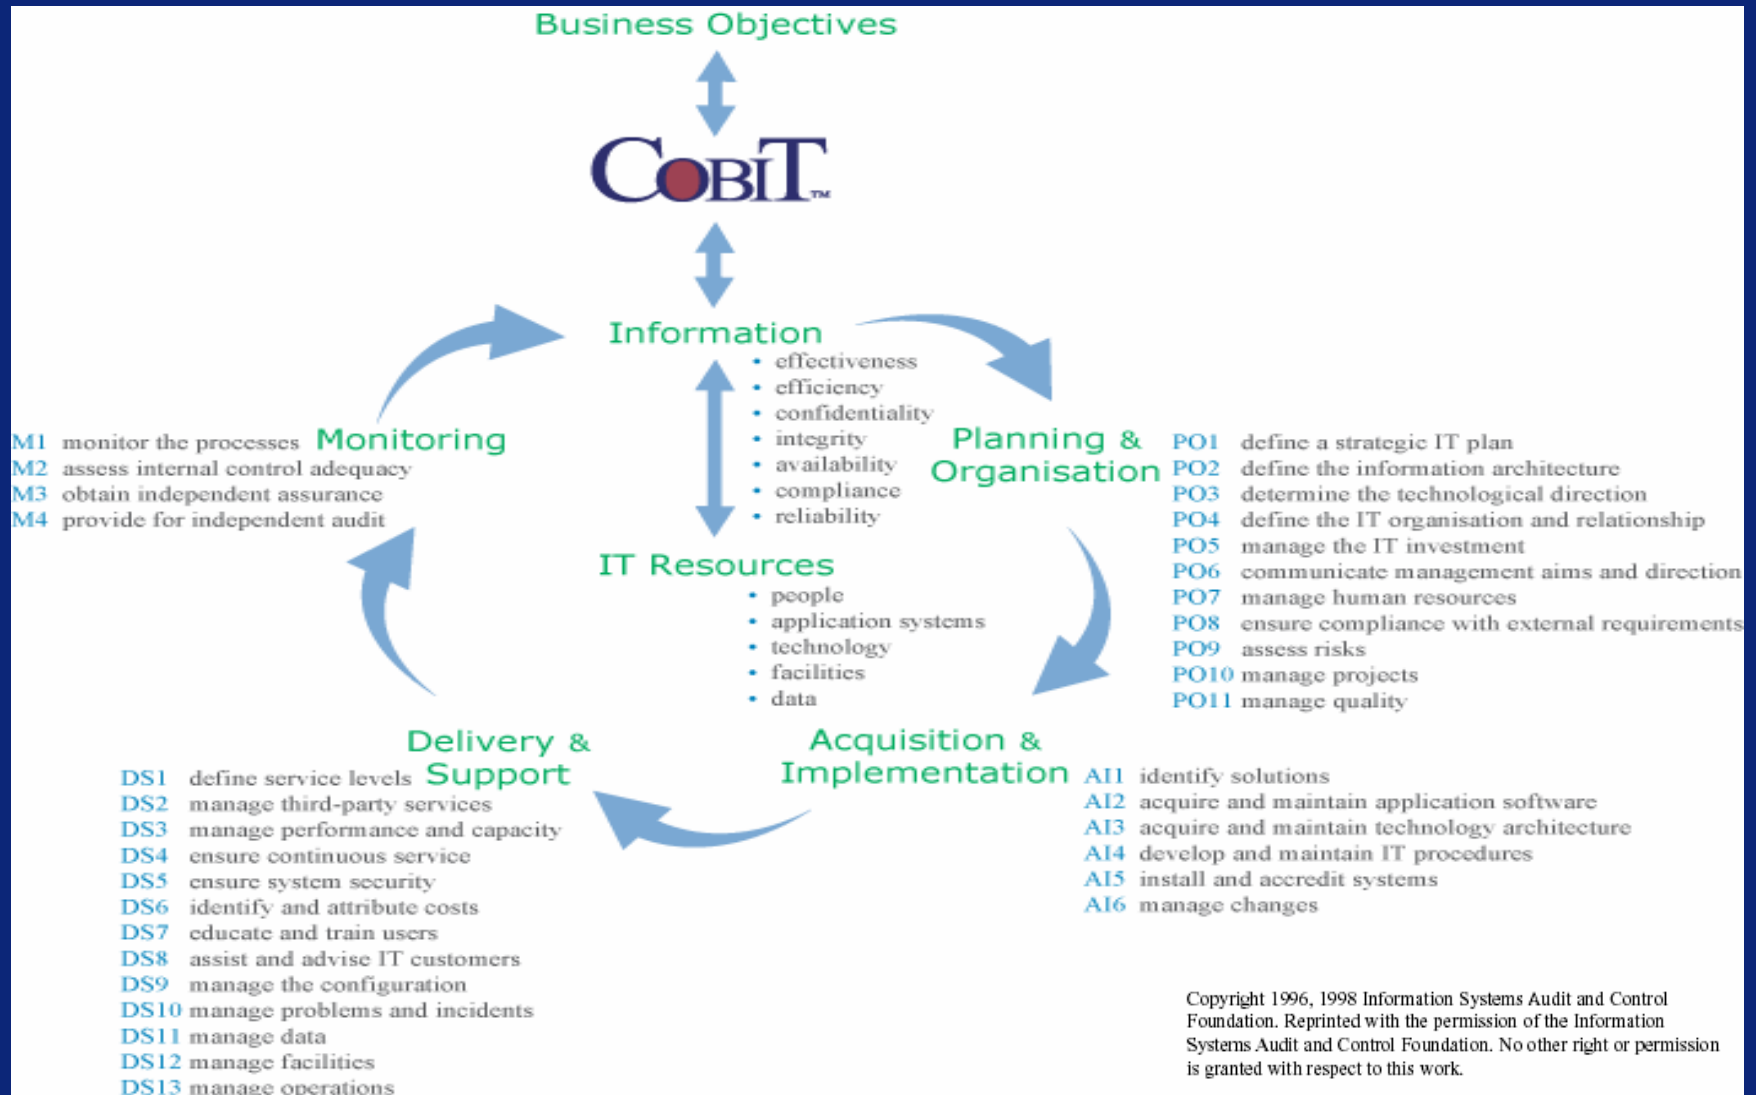 Business Objectives
COBIT™
Information
• effectiveness
• efficiency
• confidentiality
• integrity
• availability
• compliance
• reliability
Planning &
Organisation
PO1 define a strategic IT plan
PO2 define the information architecture
PO3 determine the technological direction
PO4 define the IT organisation and relationship
PO5 manage the IT investment
PO6 communicate management aims and direction
PO7 manage human resources
PO8 ensure compliance with external requirements
PO9 assess risks
PO10 manage projects
PO11 manage quality
Monitoring
M1 monitor the processes
M2 assess internal control adequacy
M3 obtain independent assurance
M4 provide for independent audit
IT Resources
• people
• application systems
• technology
• facilities
• data
Acquisition &
Implementation
AI1 identify solutions
AI2 acquire and maintain application software
AI3 acquire and maintain technology architecture
AI4 develop and maintain IT procedures
AI5 install and accredit systems
AI6 manage changes
Delivery &
Support
DS1 define service levels
DS2 manage third-party services
DS3 manage performance and capacity
DS4 ensure continuous service
DS5 ensure system security
DS6 identify and attribute costs
DS7 educate and train users
DS8 assist and advise IT customers
DS9 manage the configuration
DS10 manage problems and incidents
DS11 manage data
DS12 manage facilities
DS13 manage operations
Copyright 1996, 1998 Information Systems Audit and Control
Foundation. Reprinted with the permission of the Information
Systems Audit and Control Foundation. No other right or permission
is granted with respect to this work.